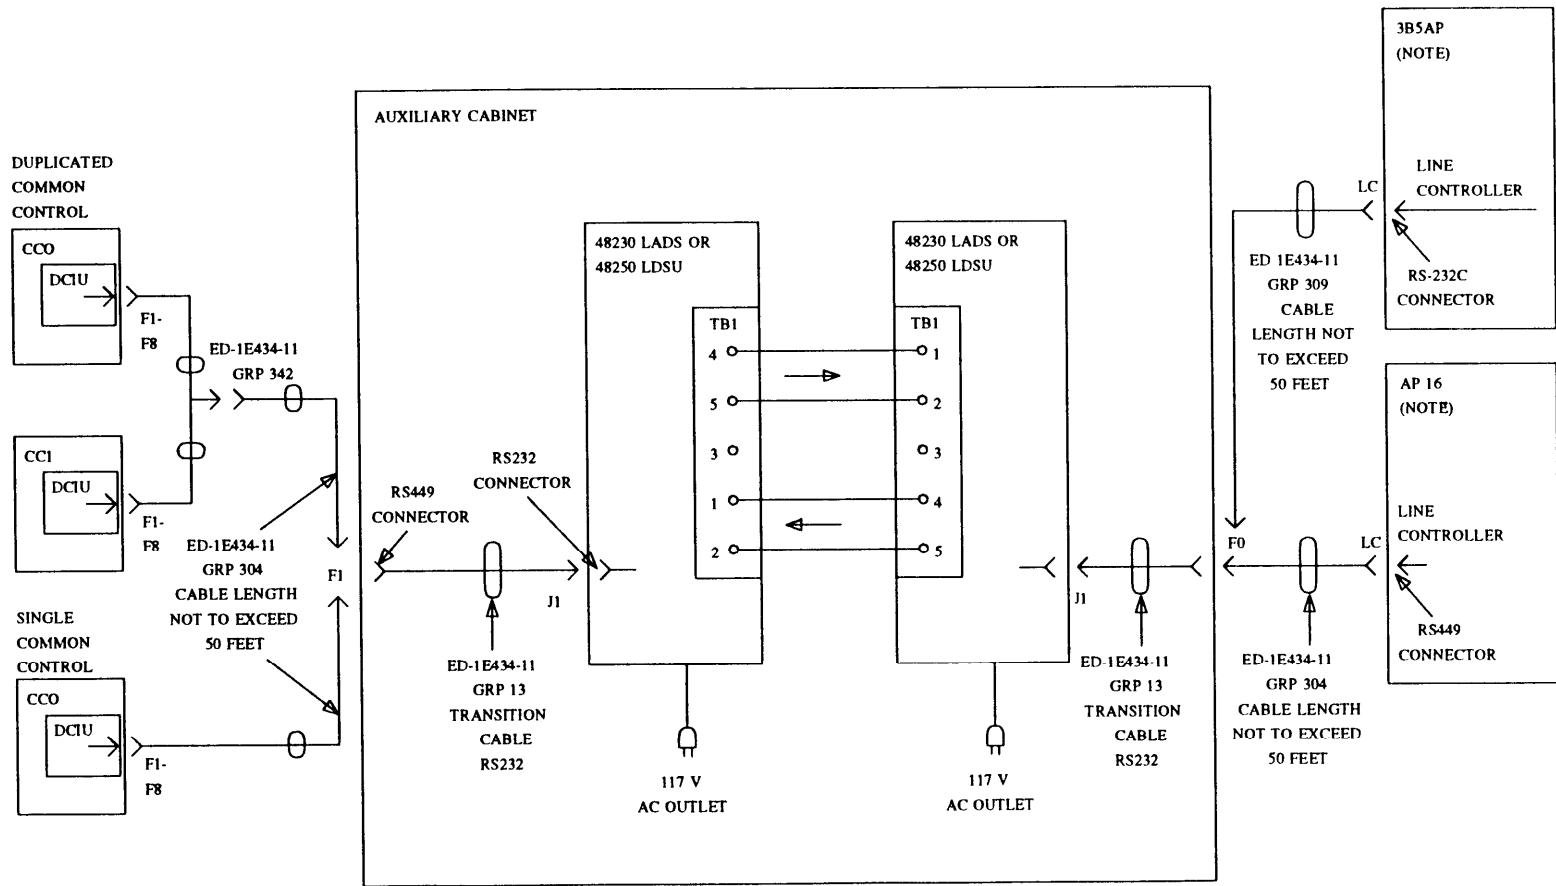 DUPLICATED
COMMON
CONTROL
CC0
DCIU
F1-
F8
ED-1E434-11
GRP 342
CC1
DCIU
F1-
F8
ED-1E434-11
GRP 304
CABLE LENGTH
NOT TO EXCEED
50 FEET
F1
SINGLE
COMMON
CONTROL
CC0
DCIU
F1-
F8
AUXILIARY CABINET
RS449
CONNECTOR
RS232
CONNECTOR
J1
ED-1E434-11
GRP 13
TRANSITION
CABLE
RS232
48230 LADS OR
48250 LDSU
TB1
4
5
3
1
2
117 V
AC OUTLET
48230 LADS OR
48250 LDSU
TB1
1
2
3
4
5
117 V
AC OUTLET
J1
ED-1E434-11
GRP 13
TRANSITION
CABLE
RS232
3B5AP
(NOTE)
LINE
CONTROLLER
LC
RS-232C
CONNECTOR
ED 1E434-11
GRP 309
CABLE
LENGTH NOT
TO EXCEED
50 FEET
AP 16
(NOTE)
LINE
CONTROLLER
LC
F0
RS449
CONNECTOR
ED-1E434-11
GRP 304
CABLE LENGTH
NOT TO EXCEED
50 FEET